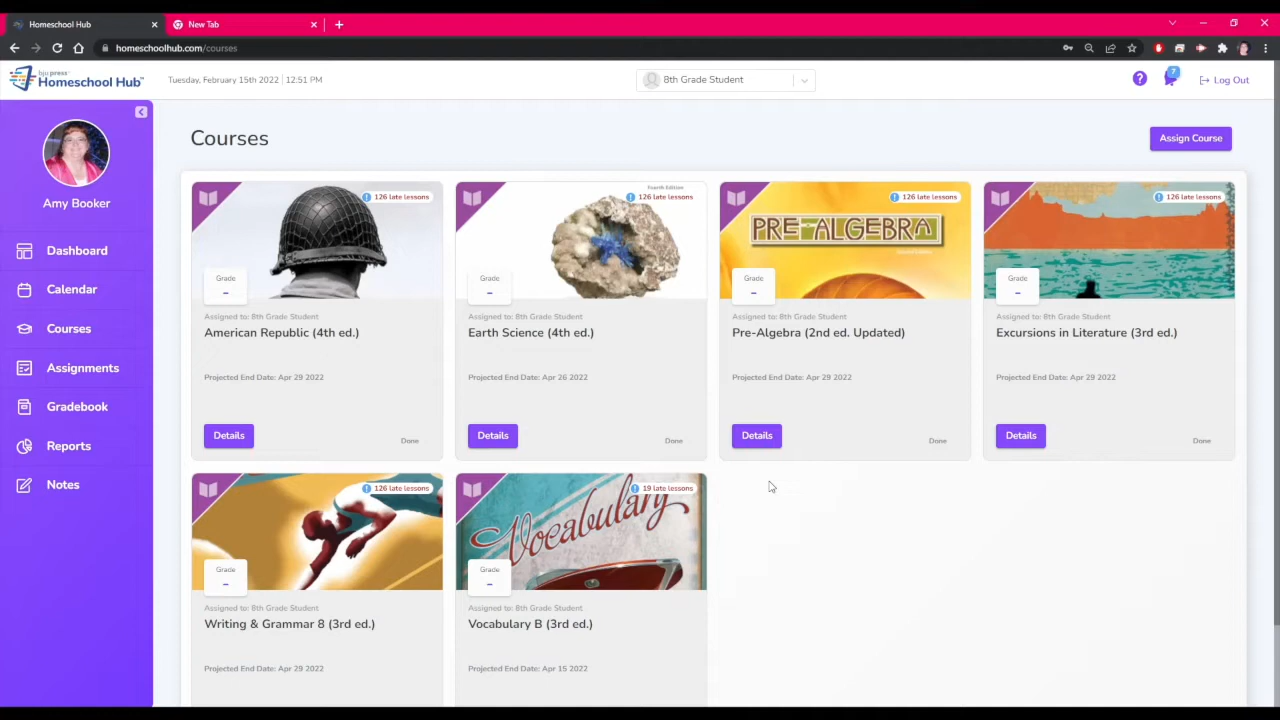 Homeschool Hub
New Tab
homeschoolhub.com/courses
bju press
Homeschool Hub™
Tuesday, February 15th 2022 | 12:51 PM
8th Grade Student
?
7
Log Out
Amy Booker
Dashboard
Calendar
Courses
Assignments
Gradebook
Reports
Notes
Courses
Assign Course
126 late lessons
Grade
–
Assigned to: 8th Grade Student
American Republic (4th ed.)
Projected End Date: Apr 29 2022
Details
Done
Fourth Edition
126 late lessons
Grade
–
Assigned to: 8th Grade Student
Earth Science (4th ed.)
Projected End Date: Apr 26 2022
Details
Done
126 late lessons
PRE-ALGEBRA
Grade
–
Assigned to: 8th Grade Student
Pre-Algebra (2nd ed. Updated)
Projected End Date: Apr 29 2022
Details
Done
126 late lessons
Grade
–
Assigned to: 8th Grade Student
Excursions in Literature (3rd ed.)
Projected End Date: Apr 29 2022
Details
Done
126 late lessons
Grade
–
Assigned to: 8th Grade Student
Writing & Grammar 8 (3rd ed.)
Projected End Date: Apr 29 2022
19 late lessons
Vocabulary
Grade
–
Assigned to: 8th Grade Student
Vocabulary B (3rd ed.)
Projected End Date: Apr 15 2022